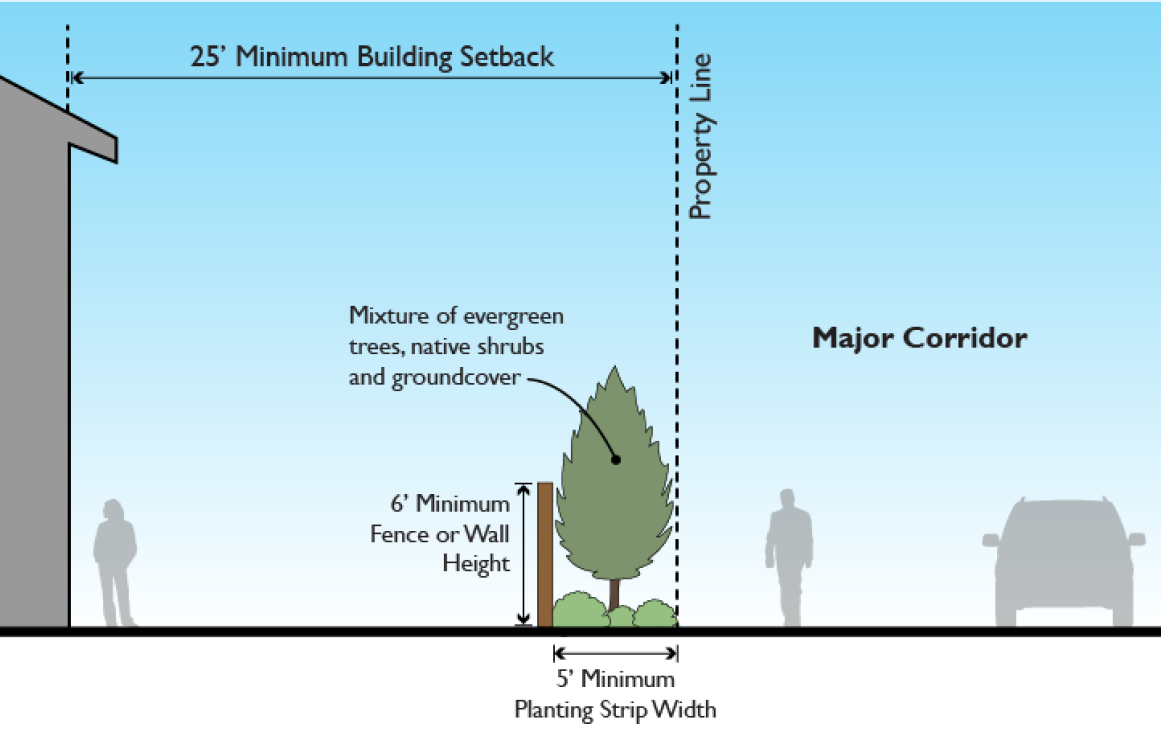 25’ Minimum Building Setback
Property Line
Mixture of evergreen
trees, native shrubs
and groundcover
Major Corridor
6’ Minimum
Fence or Wall
Height
5’ Minimum
Planting Strip Width